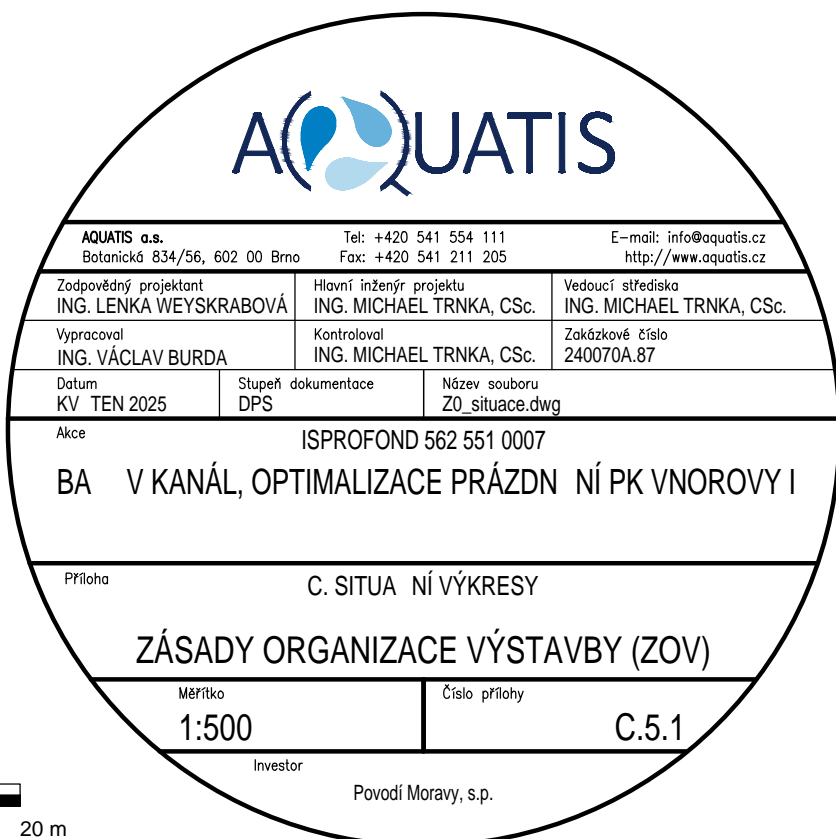 AQUATIS
AQUATIS a.s. Tel: +420 541 554 111 E-mail: info@aquatis.cz
Botanická 834/56, 602 00 Brno Fax: +420 541 211 205 http://www.aquatis.cz
Zodpovědný projektant Hlavní inženýr projektu Vedoucí střediska
ING. LENKA WEYSKRABOVÁ ING. MICHAEL TRNKA, CSc. ING. MICHAEL TRNKA, CSc.
Vypracoval Kontroloval Zakázkové číslo
ING. VÁCLAV BURDA ING. MICHAEL TRNKA, CSc. 240070A.87
Datum Stupeň dokumentace Název souboru
KV TEN 2025 DPS Z0_situace.dwg
Akce ISPROFOND 562 551 0007
BA V KANÁL, OPTIMALIZACE PRÁZDN NÍ PK VNOROVY I
Příloha C. SITUA NÍ VÝKRESY
ZÁSADY ORGANIZACE VÝSTAVBY (ZOV)
Měřítko Číslo přílohy
1:500 C.5.1
Investor
Povodí Moravy, s.p.
20 m